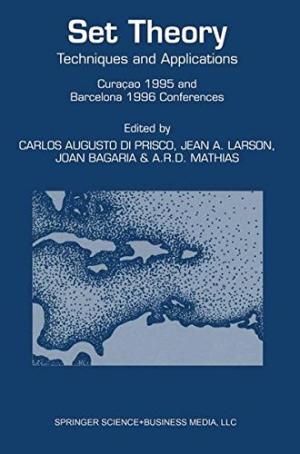 Set Theory
Techniques and Applications
Curaçao 1995 and
Barcelona 1996 Conferences
Edited by
CARLOS AUGUSTO DI PRISCO, JEAN A. LARSON,
JOAN BAGARIA & A.R.D. MATHIAS
SPRINGER SCIENCE+BUSINESS MEDIA, LLC